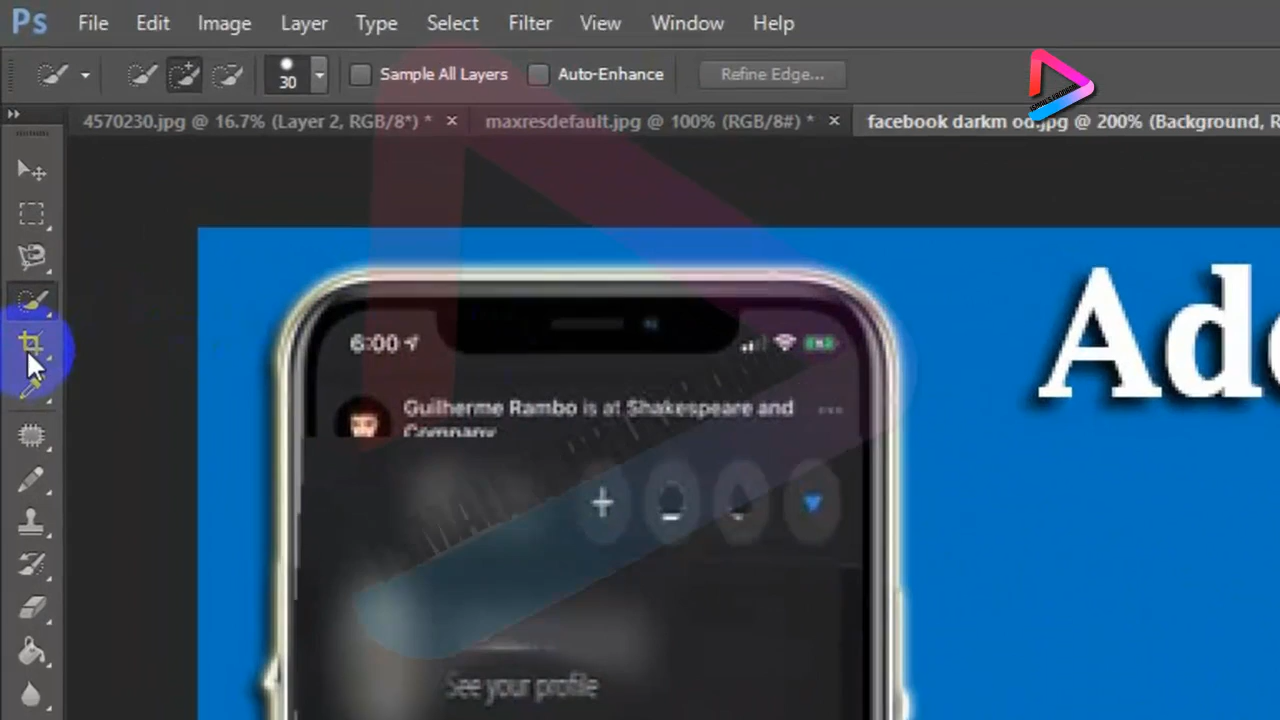 Ps File Edit Image Layer Type Select Filter View Window Help
30 Sample All Layers Auto-Enhance Refine Edge...
4570230.jpg @ 16.7% (Layer 2, RGB/8*) * × maxresdefault.jpg @ 100% (RGB/8#) * × facebook darkm od.jpg @ 200% (Background, R
Ado
6:00
Guilherme Rambo is at Shakespeare and
Company
See your profile